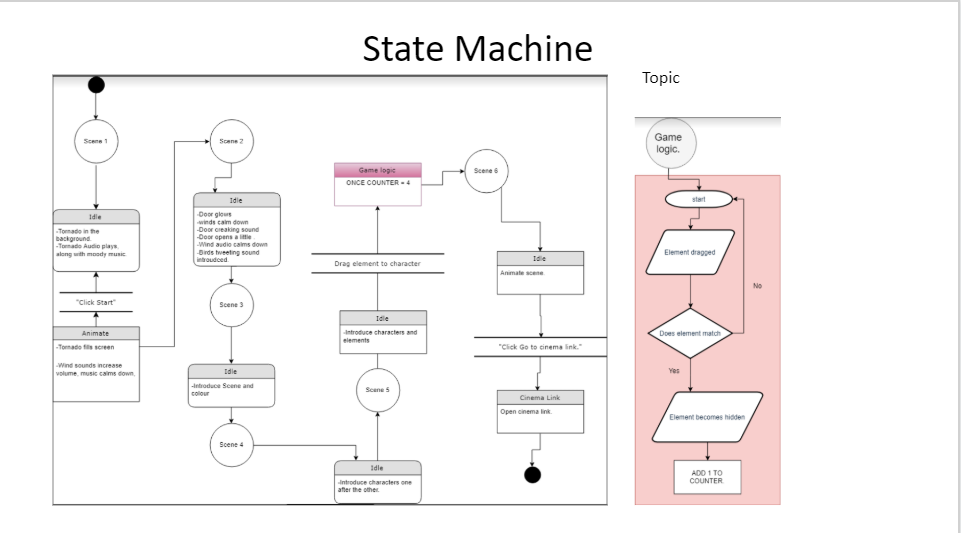 State Machine
Topic
Scene 1
Idle
-Tornado in the
background.
-Tornado Audio plays,
along with moody music.
"Click Start"
Animate
-Tornado fills screen
-Wind sounds increase
volume, music calms down.
Scene 2
Idle
-Door glows
-winds calm down
-Door creaking sound
-Door opens a little .
-Wind audio calms down
-Birds tweeting sound
introudced.
Scene 3
Idle
-Introduce Scene and
colour
Scene 4
Idle
-Introduce characters one
after the other.
Scene 5
Idle
-Introduce characters and
elements
Drag element to character
Game logic
ONCE COUNTER = 4
Scene 6
Idle
Animate scene.
"Click Go to cinema link."
Cinema Link
Open cinema link.
Game
logic.
start
Element dragged
No
Does element match
Yes
Element becomes hidden
ADD 1 TO
COUNTER.